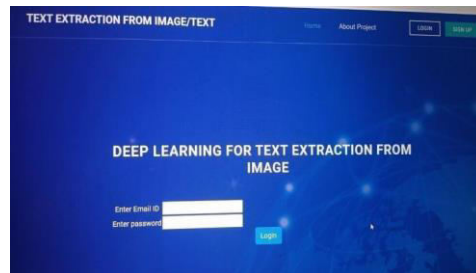 TEXT EXTRACTION FROM IMAGE/TEXT
Home
About Project
LOGIN
SIGN UP
DEEP LEARNING FOR TEXT EXTRACTION FROM
IMAGE
Enter Email ID
Enter password
Login